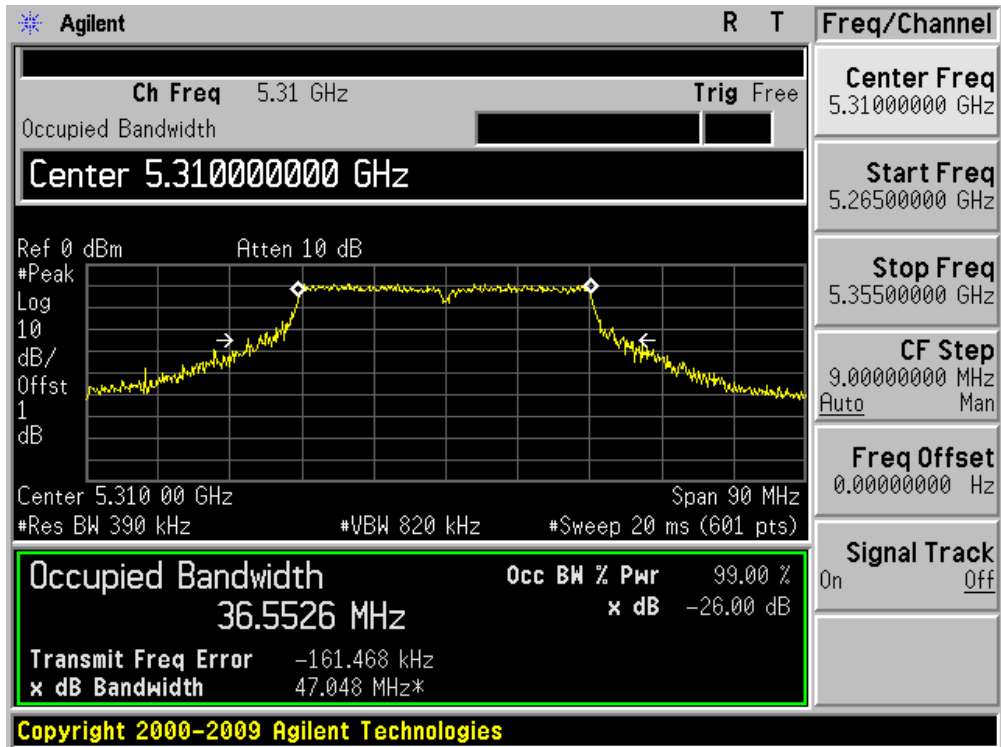 Agilent R T
Freq/Channel
Ch Freq 5.31 GHz Trig Free
Occupied Bandwidth
Center 5.310000000 GHz
Ref 0 dBm Atten 10 dB
#Peak
Log
10
dB/
Offst
1
dB
Center 5.310 00 GHz Span 90 MHz
#Res BW 390 kHz #VBW 820 kHz #Sweep 20 ms (601 pts)
Occupied Bandwidth
36.5526 MHz
Occ BW % Pwr 99.00 %
x dB -26.00 dB
Transmit Freq Error -161.468 kHz
x dB Bandwidth 47.048 MHz*
Center Freq
5.31000000 GHz
Start Freq
5.26500000 GHz
Stop Freq
5.35500000 GHz
CF Step
9.00000000 MHz
Auto Man
Freq Offset
0.00000000 Hz
Signal Track
On Off
Copyright 2000-2009 Agilent Technologies